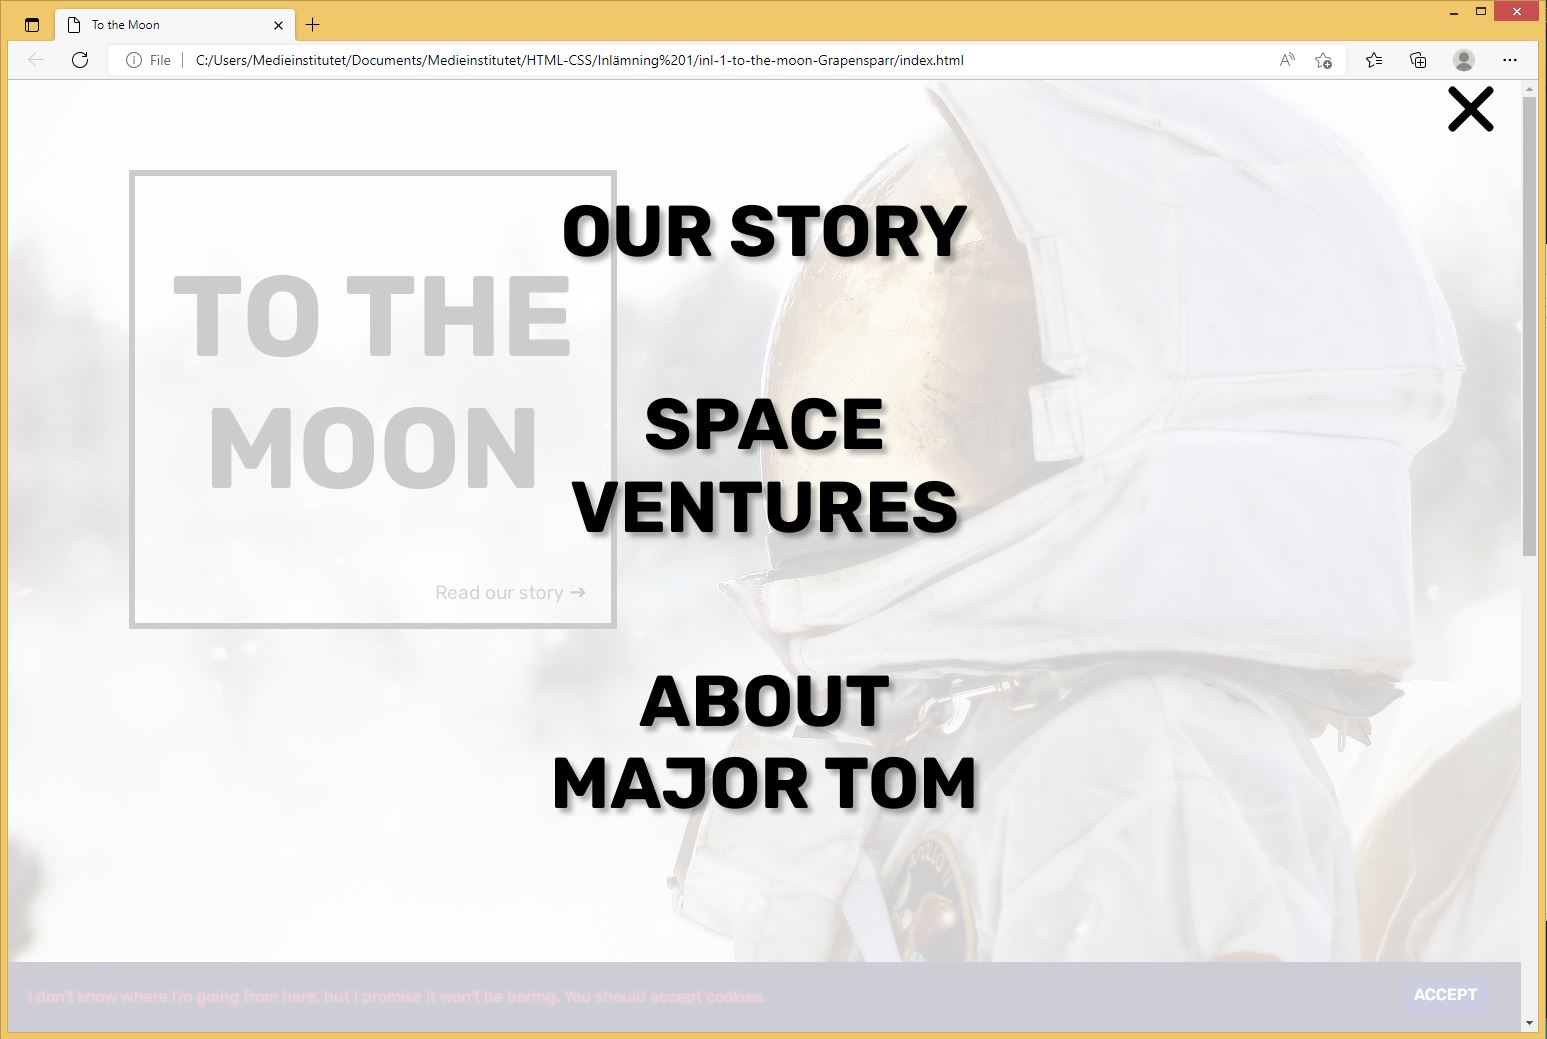 To the Moon
File
C:/Users/Medieinstitutet/Documents/Medieinstitutet/HTML-CSS/Inlämning%201/inl-1-to-the-moon-Grapensparr/index.html
OUR STORY
TO THE
MOON
SPACE
VENTURES
Read our story ➔
ABOUT
MAJOR TOM
APOLLO 11
I don't know where I'm going from here, but I promise it won't be boring. You should accept cookies.
ACCEPT